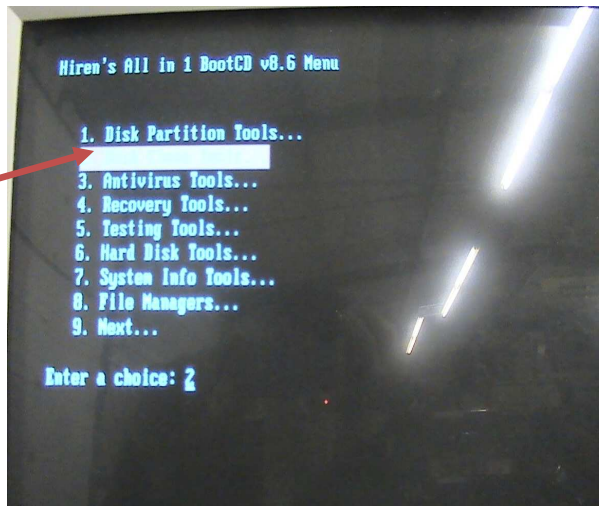 Hiren's All in 1 BootCD v8.6 Menu
1. Disk Partition Tools...
3. Antivirus Tools...
4. Recovery Tools...
5. Testing Tools...
6. Hard Disk Tools...
7. System Info Tools...
8. File Managers...
9. Next...
Enter a choice: 2